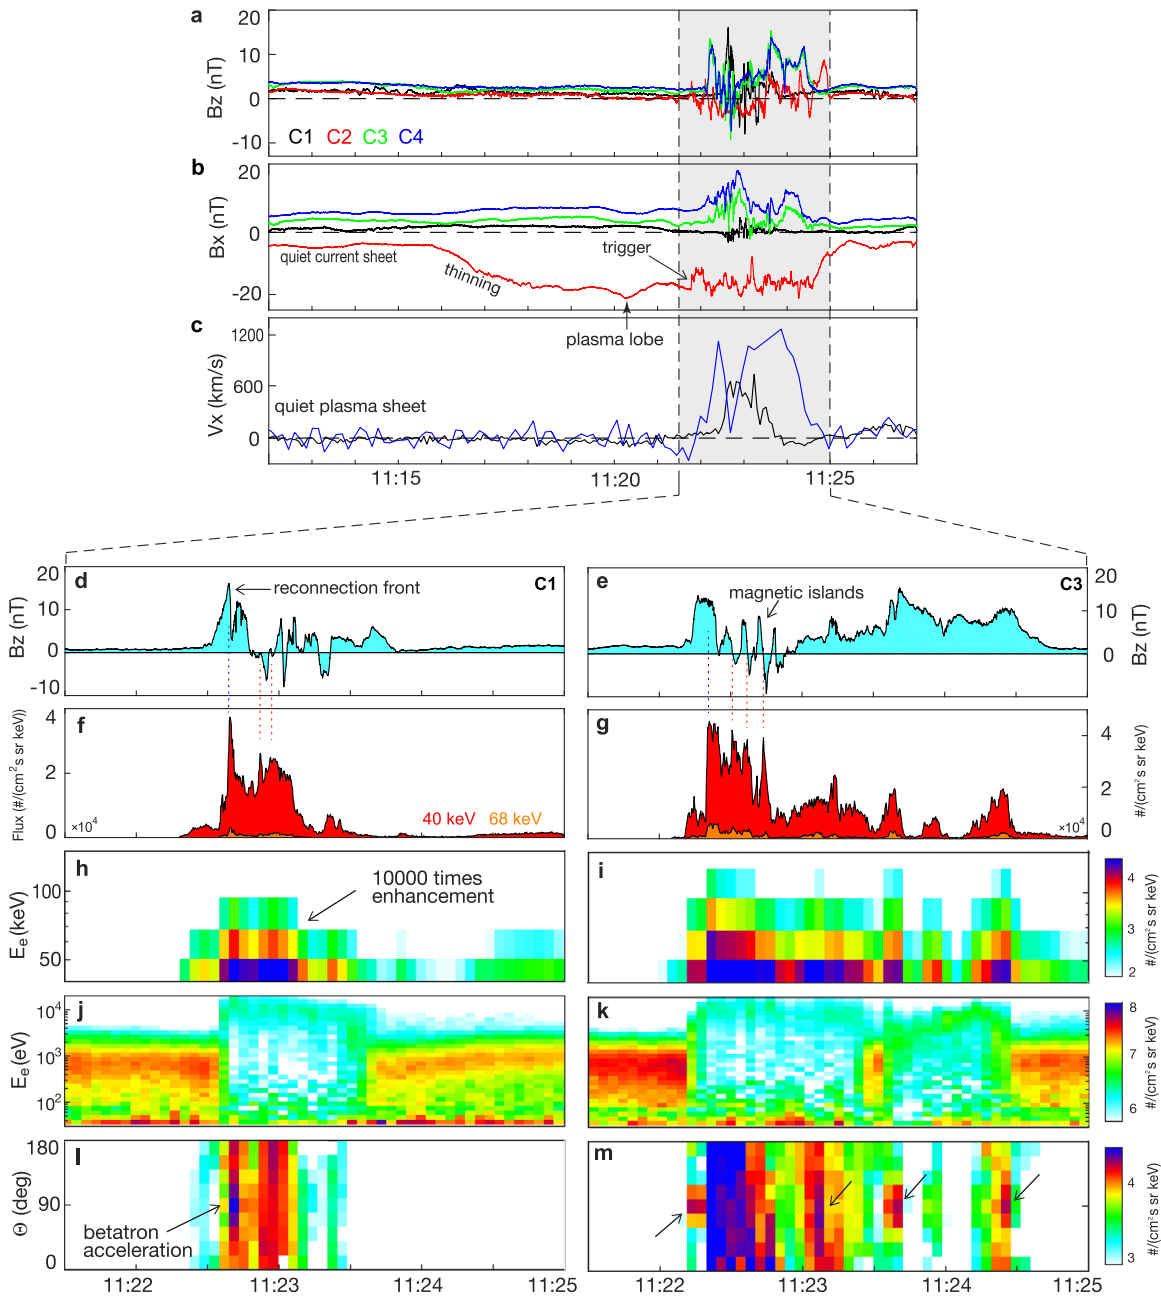 a
20
10
0
-10
Bz (nT)
C1 C2 C3 C4
b
20
0
-20
Bx (nT)
quiet current sheet
thinning
trigger
plasma lobe
c
1200
600
0
Vx (km/s)
quiet plasma sheet
11:15 11:20 11:25
d
20
10
0
-10
Bz (nT)
reconnection front
C1
e
magnetic islands
C3
20
10
0
-10
Bz (nT)
f
4
2
0
×10⁴
Flux (#/(cm²s sr keV))
40 keV 68 keV
g
4
2
0
×10⁴
#/(cm²s sr keV)
h
100
50
Eₑ(keV)
10000 times
enhancement
i
4
3
2
#/(cm²s sr keV)
j
10⁴
10³
10²
Eₑ(eV)
k
8
7
6
#/(cm²s sr keV)
l
180
90
0
Θ (deg)
betatron
acceleration
m
4
3
#/(cm²s sr keV)
11:22 11:23 11:24 11:25
11:22 11:23 11:24 11:25